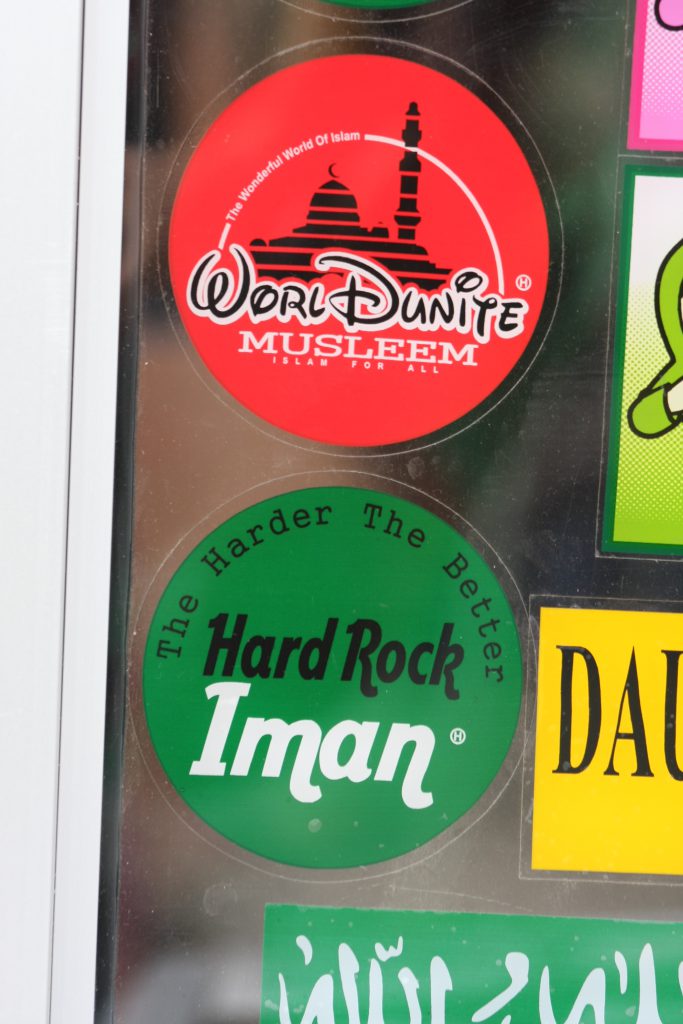 The Wonderful World Of Islam
WORLDUNITE
MUSLEEM
ISLAM FOR ALL
The Harder The Better
Hard Rock
Iman
DAU